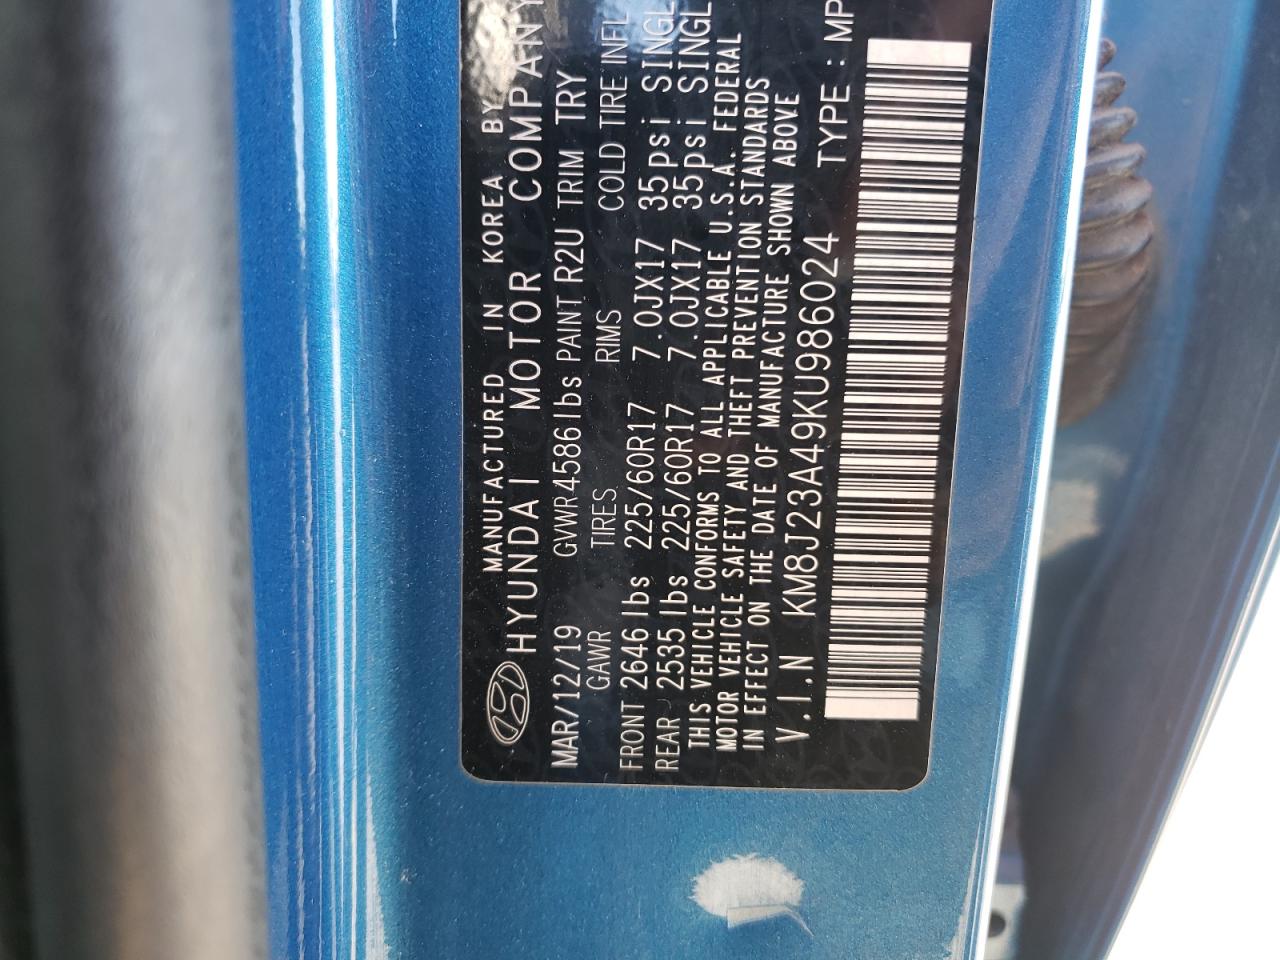 MANUFACTURED IN KOREA BY
HYUNDAI MOTOR COMPANY
MAR/12/19 GVWR 4586 lbs PAINT R2U TRIM TRY
GAWR TIRES RIMS COLD TIRE INFL
FRONT 2646 lbs 225/60R17 7.0JX17 35psi SINGL
REAR 2535 lbs 225/60R17 7.0JX17 35psi SINGL
THIS VEHICLE CONFORMS TO ALL APPLICABLE U.S.A. FEDERAL
MOTOR VEHICLE SAFETY AND THEFT PREVENTION STANDARDS
IN EFFECT ON THE DATE OF MANUFACTURE SHOWN ABOVE
V.I.N KM8J23A49KU986024 TYPE : MP